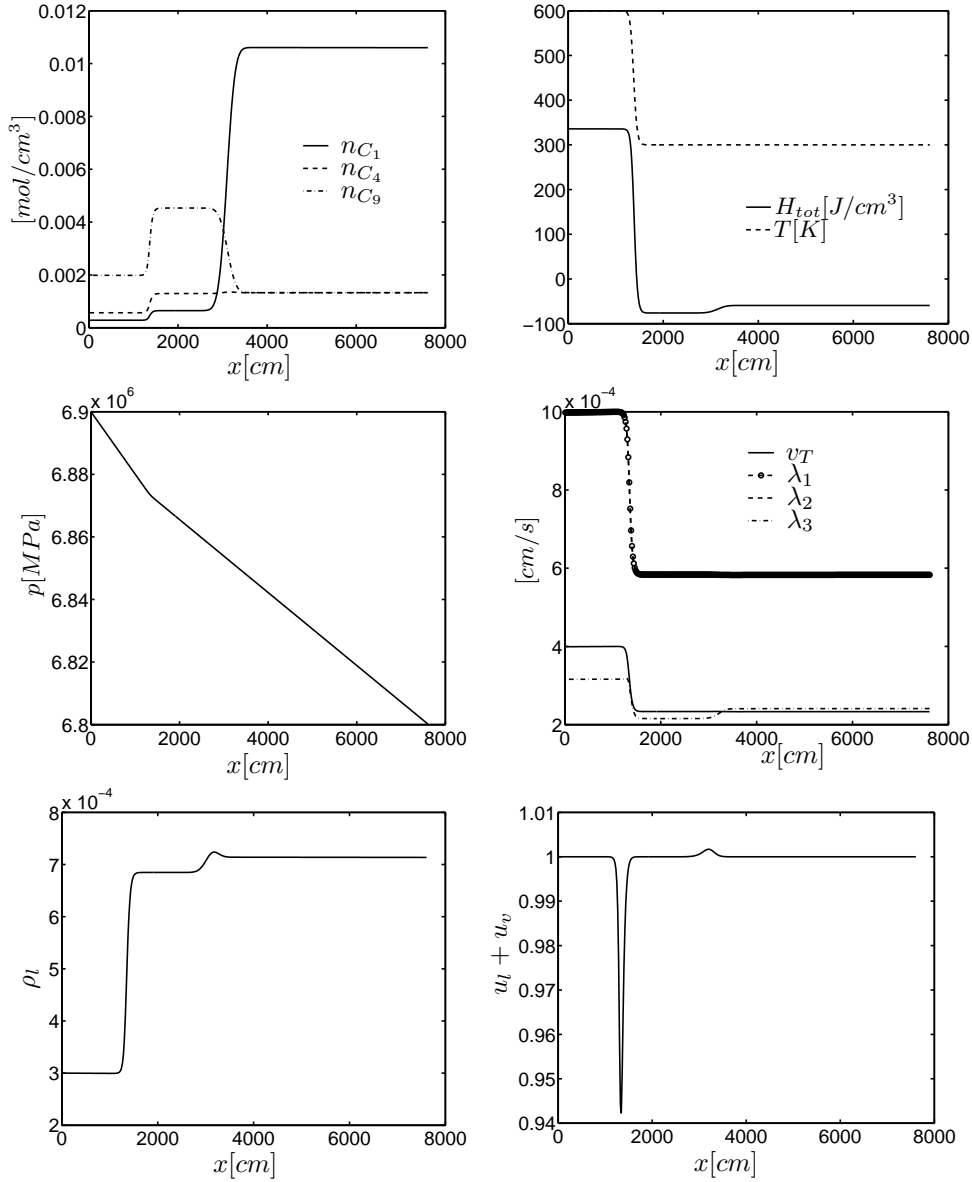 0.012
0.01
0.008
0.006
0.004
0.002
0
[mol/cm³]
n_{C_1}
n_{C_4}
n_{C_9}
0 2000 4000 6000 8000
x[cm]
600
500
400
300
200
100
0
−100
H_{tot}[J/cm³]
T[K]
0 2000 4000 6000 8000
x[cm]
x 10⁶
6.9
6.88
6.86
6.84
6.82
6.8
p[MPa]
0 2000 4000 6000 8000
x[cm]
x 10⁻⁴
10
8
6
4
2
[cm/s]
v_T
λ_1
λ_2
λ_3
0 2000 4000 6000 8000
x[cm]
x 10⁻⁴
8
7
6
5
4
3
2
ρ_l
0 2000 4000 6000 8000
x[cm]
1.01
1
0.99
0.98
0.97
0.96
0.95
0.94
u_l + u_v
0 2000 4000 6000 8000
x[cm]